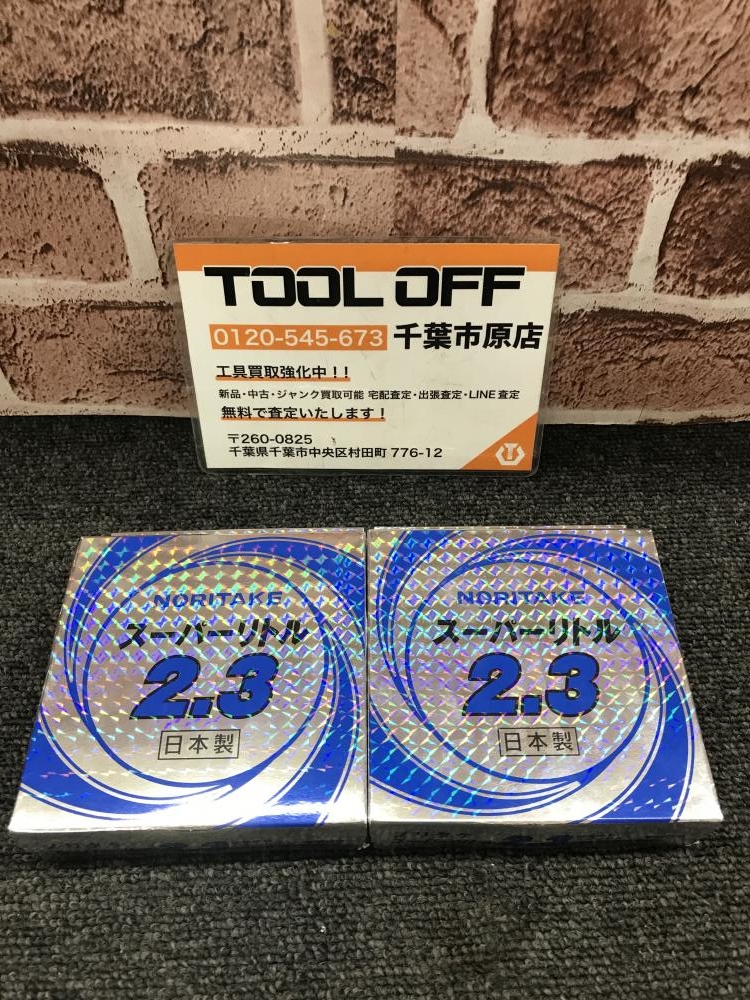 TOOL OFF
0120-545-673 千葉市原店
工具買取強化中!!
新品・中古・ジャンク買取可能 宅配査定・出張査定・LINE査定
無料で査定いたします!
〒260-0825
千葉県千葉市中央区村田町776-12
NORITAKE
スーパーリトル
2.3
日本製
NORITAKE
スーパーリトル
2.3
日本製